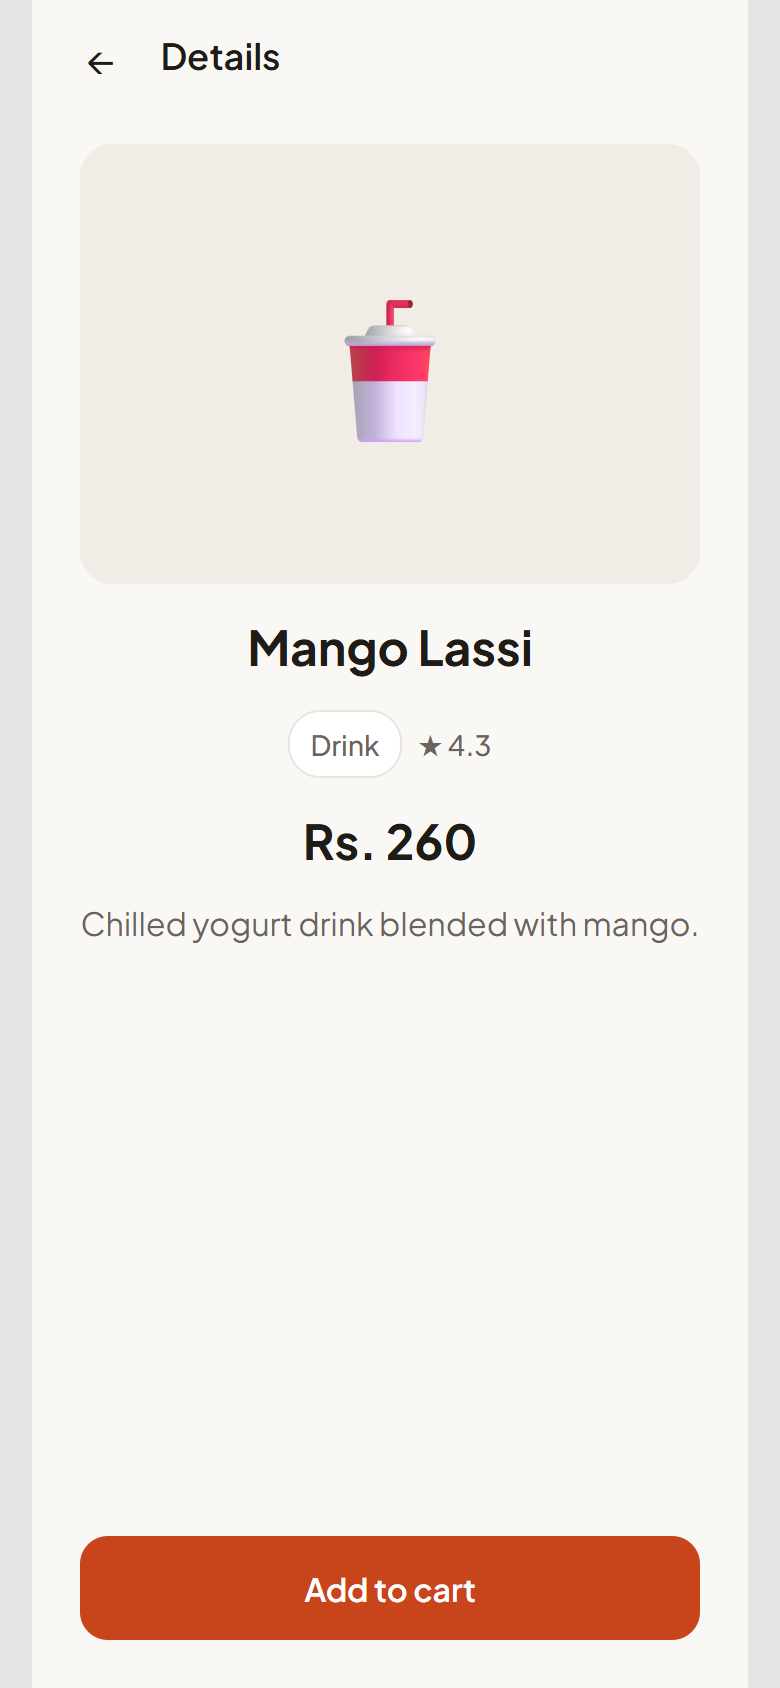 ← Details
Mango Lassi
Drink ★ 4.3
Rs. 260
Chilled yogurt drink blended with mango.
Add to cart